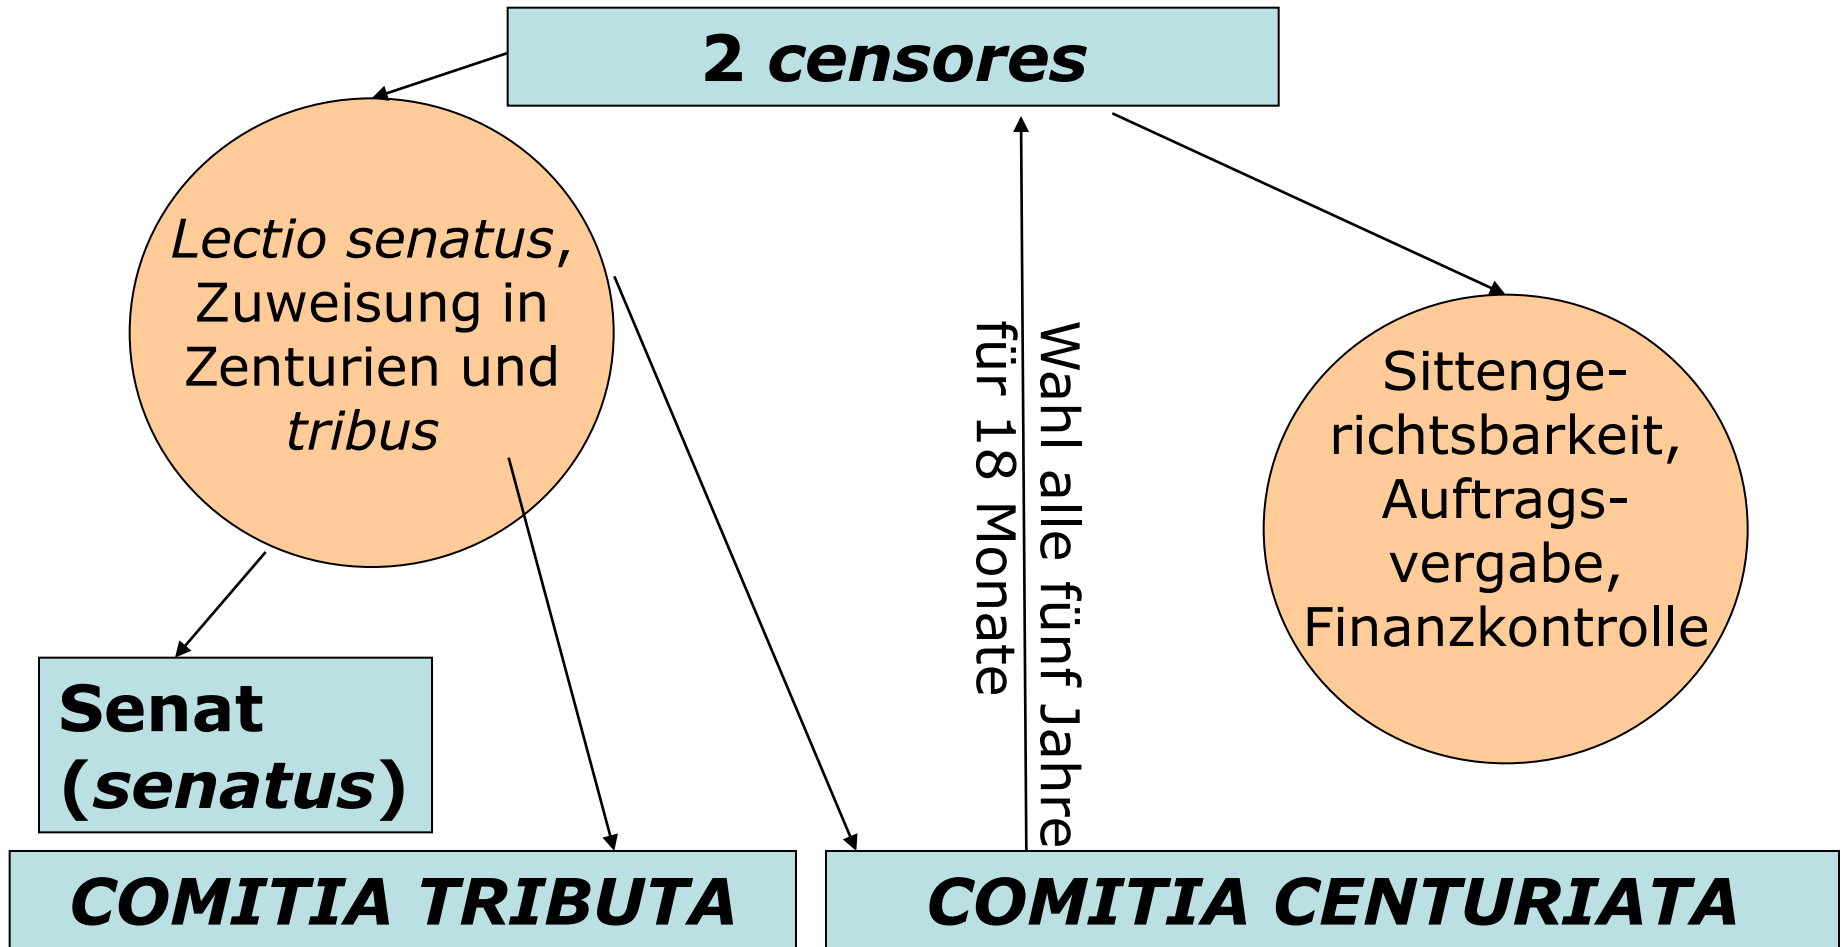 2 censores
Lectio senatus,
Zuweisung in
Zenturien und
tribus
Wahl alle fünf Jahre
für 18 Monate
Sittenge-
richtsbarkeit,
Auftrags-
vergabe,
Finanzkontrolle
Senat
(senatus)
COMITIA TRIBUTA
COMITIA CENTURIATA